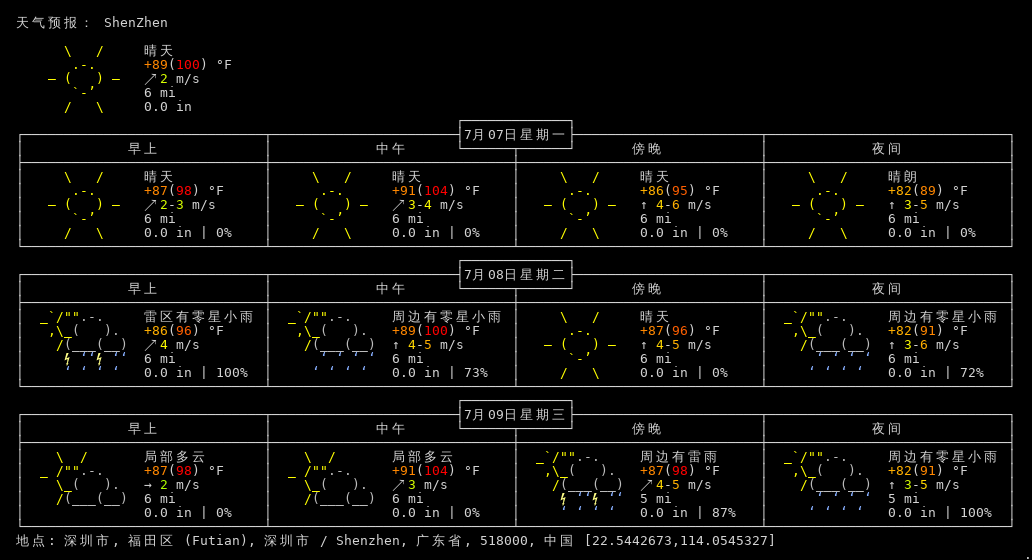 天气预报： ShenZhen
晴天
+89(100) °F
↗2 m/s
6 mi
0.0 in
7月07日星期一
早上 中午 傍晚 夜间
晴天 晴天 晴天 晴朗
+87(98) °F +91(104) °F +86(95) °F +82(89) °F
↗2-3 m/s ↗3-4 m/s ↑ 4-6 m/s ↑ 3-5 m/s
6 mi 6 mi 6 mi 6 mi
0.0 in | 0% 0.0 in | 0% 0.0 in | 0% 0.0 in | 0%
7月08日星期二
早上 中午 傍晚 夜间
雷区有零星小雨 周边有零星小雨 晴天 周边有零星小雨
+86(96) °F +89(100) °F +87(96) °F +82(91) °F
↗4 m/s ↑ 4-5 m/s ↑ 4-5 m/s ↑ 3-6 m/s
6 mi 6 mi 6 mi 6 mi
0.0 in | 100% 0.0 in | 73% 0.0 in | 0% 0.0 in | 72%
7月09日星期三
早上 中午 傍晚 夜间
局部多云 局部多云 周边有雷雨 周边有零星小雨
+87(98) °F +91(104) °F +87(98) °F +82(91) °F
→ 2 m/s ↗3 m/s ↗4-5 m/s ↑ 3-5 m/s
6 mi 6 mi 5 mi 5 mi
0.0 in | 0% 0.0 in | 0% 0.0 in | 87% 0.0 in | 100%
地点: 深圳市, 福田区 (Futian), 深圳市 / Shenzhen, 广东省, 518000, 中国 [22.5442673,114.0545327]